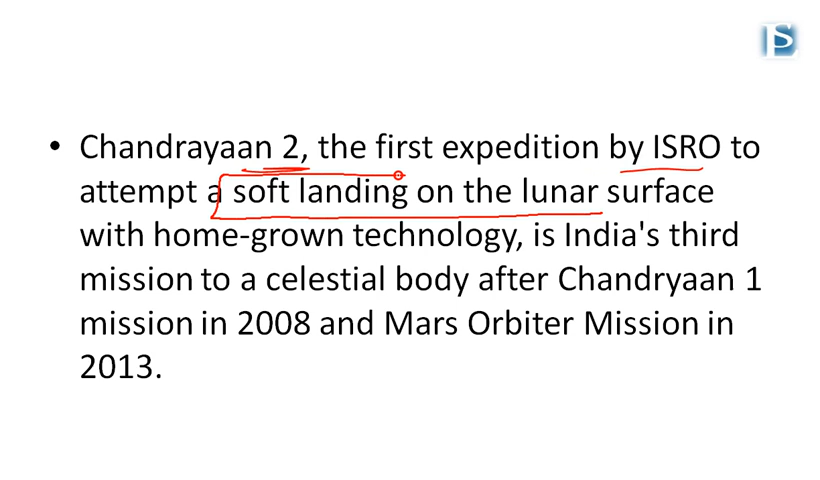 S
• Chandrayaan 2, the first expedition by ISRO to
attempt a soft landing on the lunar surface
with home-grown technology, is India's third
mission to a celestial body after Chandryaan 1
mission in 2008 and Mars Orbiter Mission in
2013.